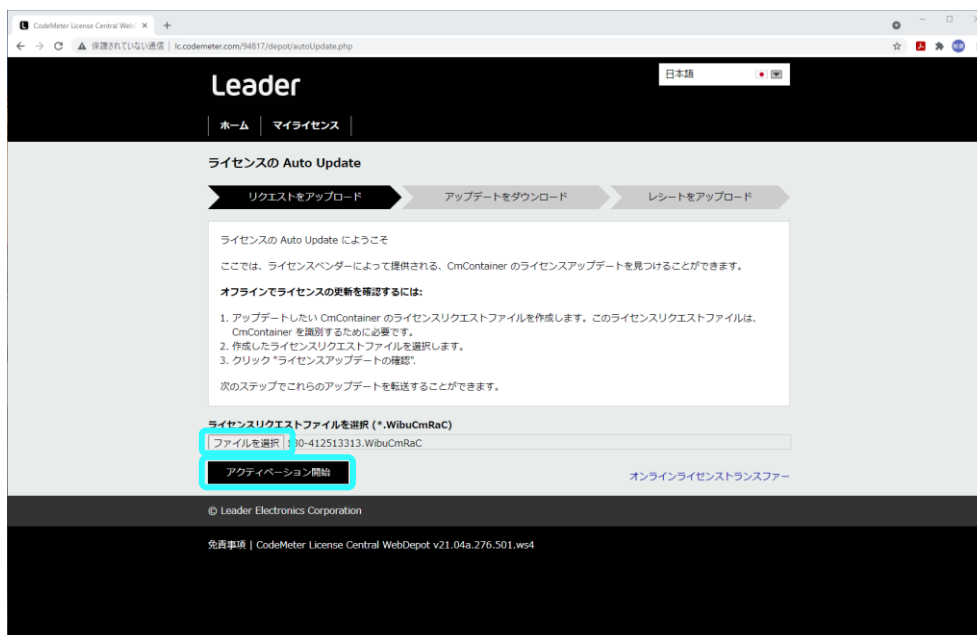 CodeMeter License Central Web
保護されていない通信 | lc.codemeter.com/94817/depot/autoUpdate.php
Leader
日本語
ホーム | マイライセンス
ライセンスの Auto Update
リクエストをアップロード
アップデートをダウンロード
レシートをアップロード
ライセンスの Auto Update にようこそ
ここでは、ライセンスベンダーによって提供される、CmContainer のライセンスアップデートを見つけることができます。
オフラインでライセンスの更新を確認するには:
1. アップデートしたい CmContainer のライセンスリクエストファイルを作成します。このライセンスリクエストファイルは、
CmContainer を識別するために必要です。
2. 作成したライセンスリクエストファイルを選択します。
3. クリック "ライセンスアップデートの確認".
次のステップでこれらのアップデートを転送することができます。
ライセンスリクエストファイルを選択 (*.WibuCmRaC)
ファイルを選択 30-412513313.WibuCmRaC
アクティベーション開始
オンラインライセンストランスファー
© Leader Electronics Corporation
免責事項 | CodeMeter License Central WebDepot v21.04a.276.501.ws4